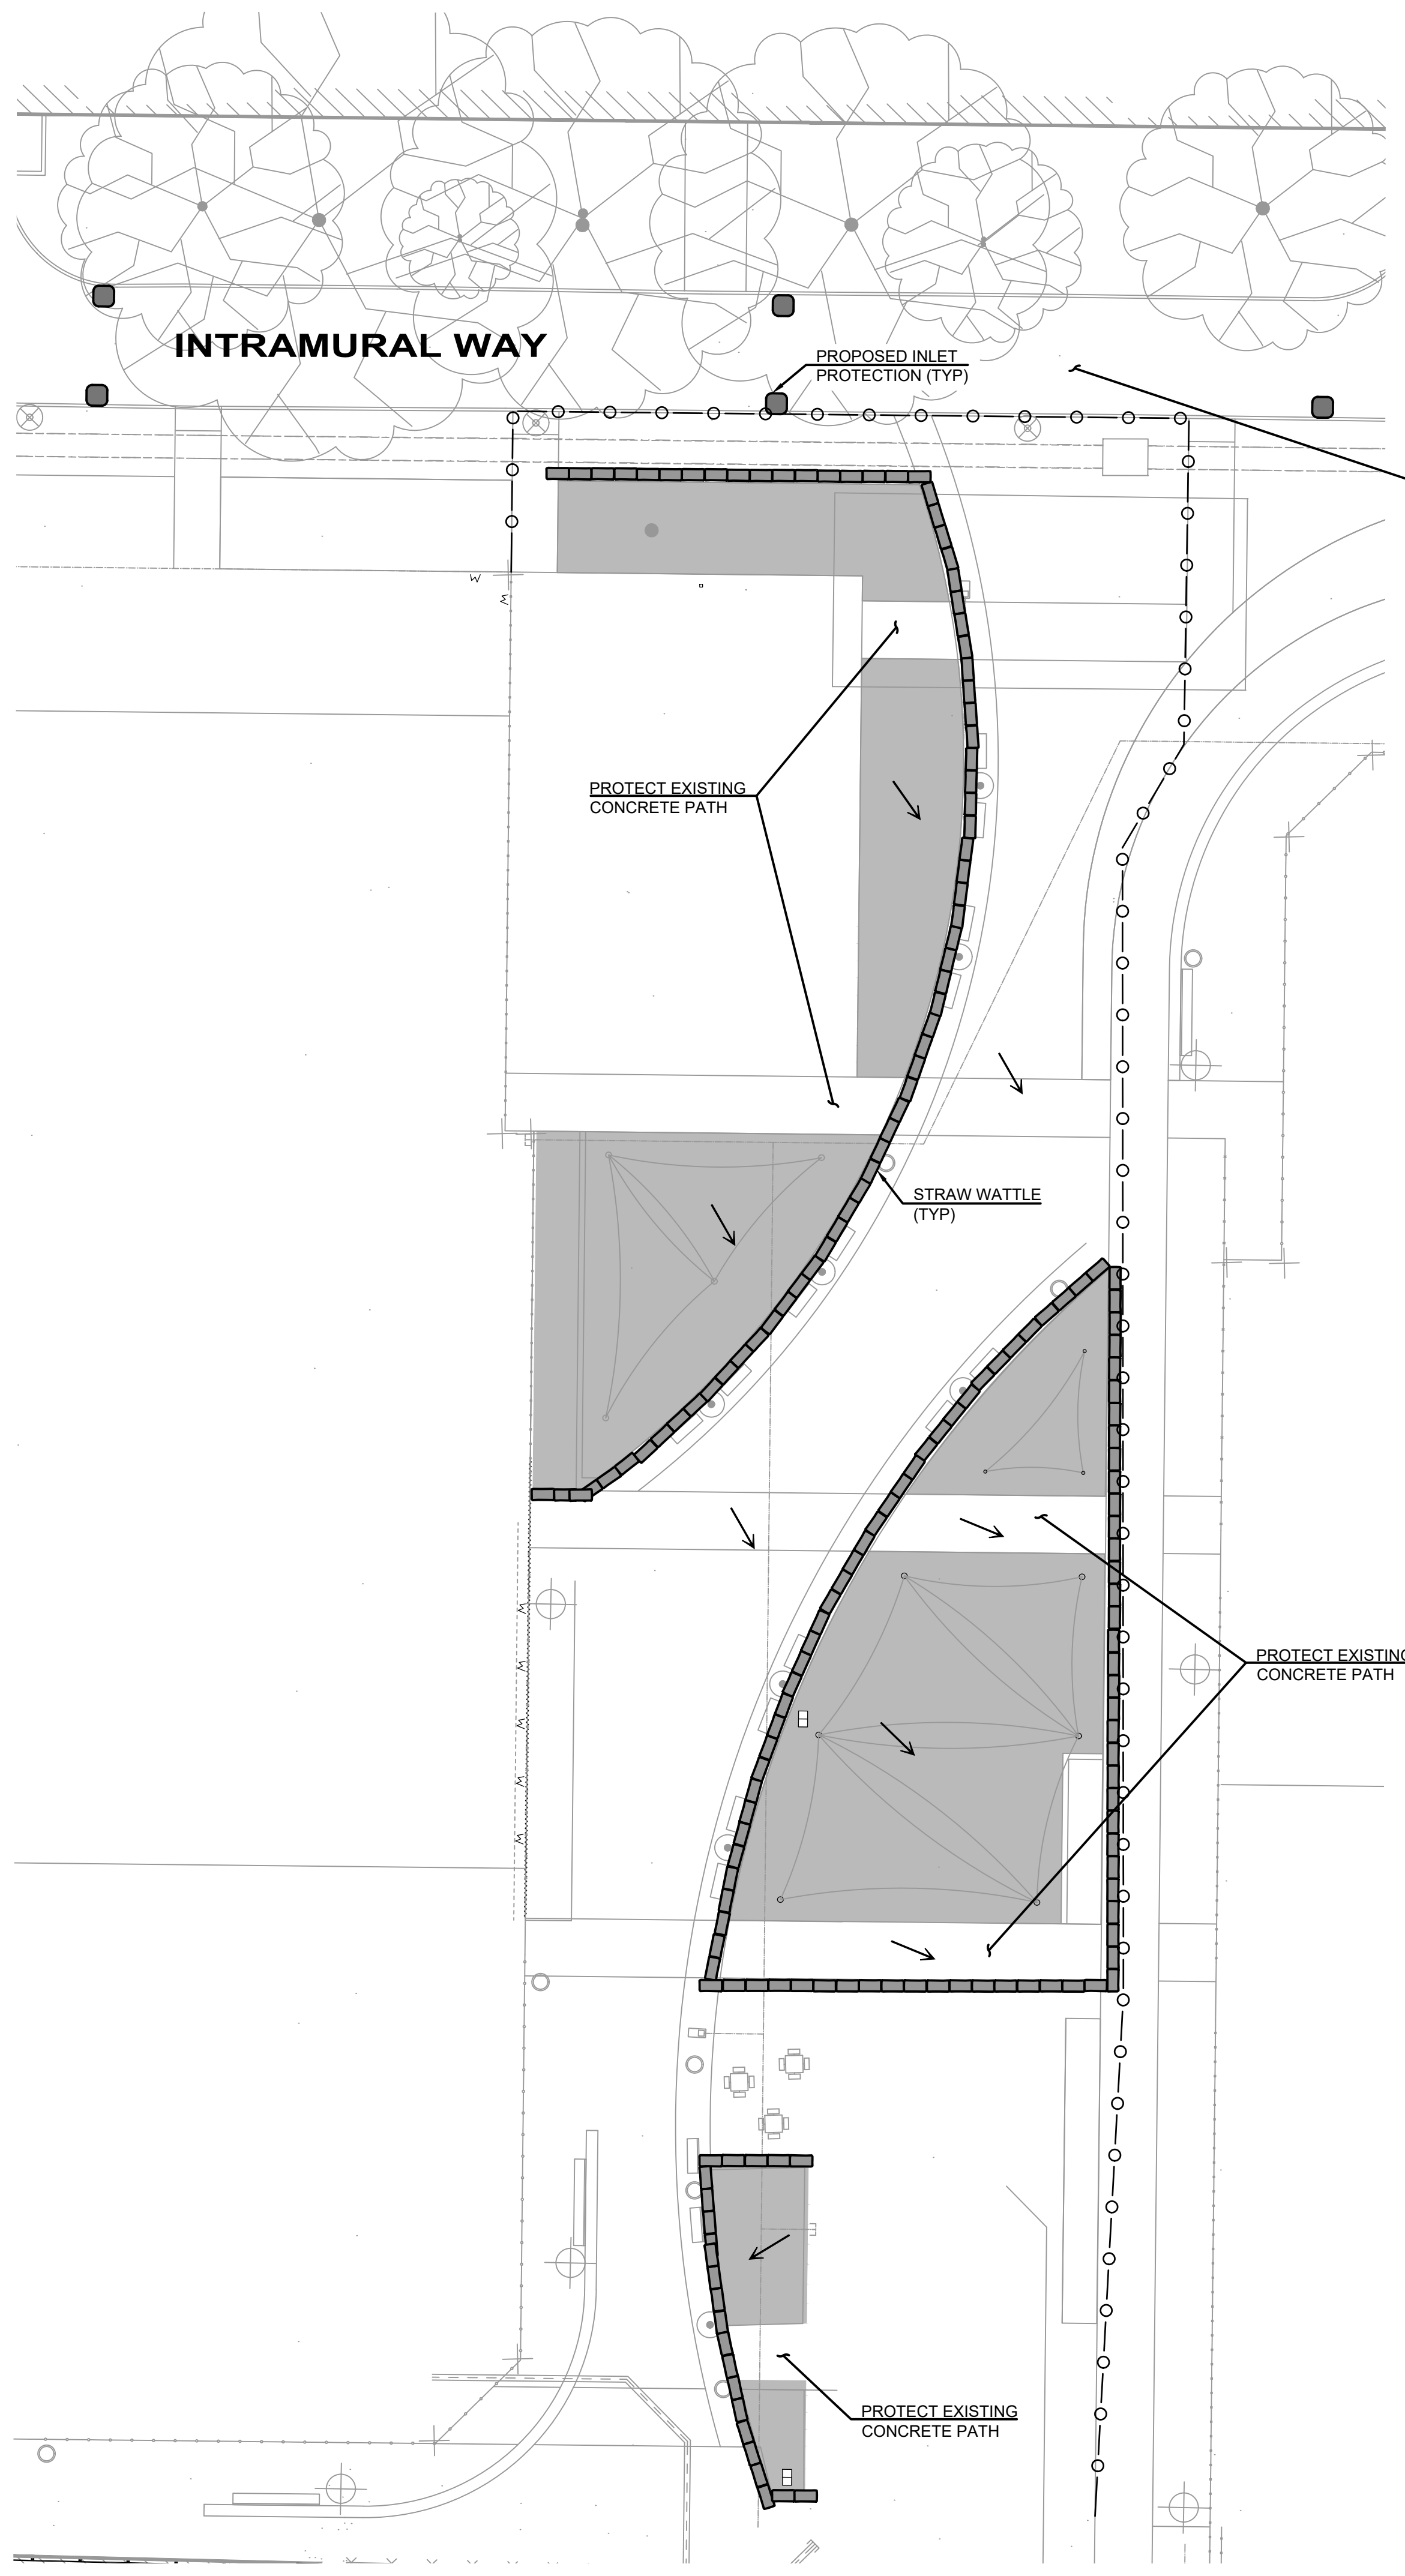 INTRAMURAL WAY
PROPOSED INLET
PROTECTION (TYP)
W
W
PROTECT EXISTING
CONCRETE PATH
STRAW WATTLE
(TYP)
W
W
W
W
W
PROTECT EXISTING
CONCRETE PATH
PROTECT EXISTING
CONCRETE PATH